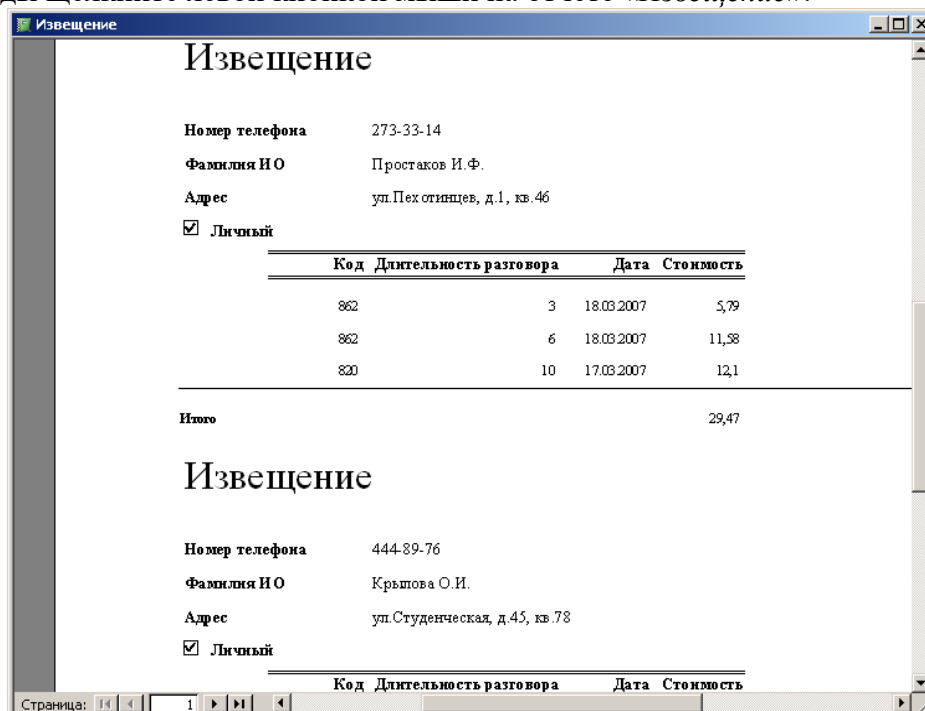 Извещение
Извещение
Номер телефона 273-33-14
Фамилия И О Простаков И.Ф.
Адрес ул.Пехотинцев, д.1, кв.46
Личный
Код Длительность разговора Дата Стоимость
862 3 18.03.2007 5,79
862 6 18.03.2007 11,58
820 10 17.03.2007 12,1
Итого 29,47
Извещение
Номер телефона 444-89-76
Фамилия И О Крылова О.И.
Адрес ул.Студенческая, д.45, кв.78
Личный
Код Длительность разговора Дата Стоимость
Страница: 1